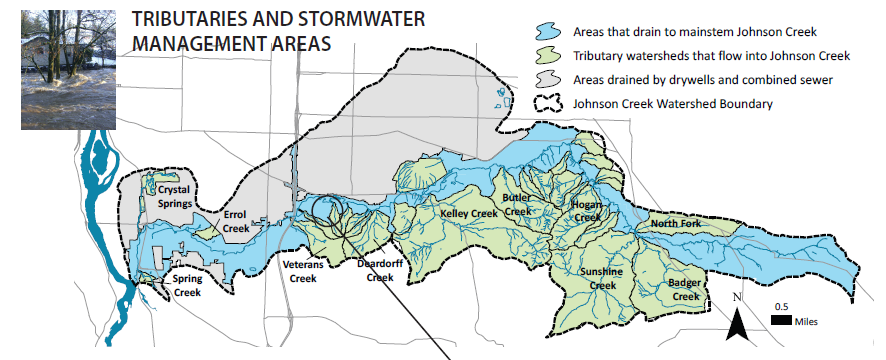 TRIBUTARIES AND STORMWATER
MANAGEMENT AREAS
Areas that drain to mainstem Johnson Creek
Tributary watersheds that flow into Johnson Creek
Areas drained by drywells and combined sewer
Johnson Creek Watershed Boundary
Crystal
Springs
Errol
Creek
Spring
Creek
Veterans
Creek
Deardorff
Creek
Kelley Creek
Butler
Creek
Hogan
Creek
North Fork
Sunshine
Creek
Badger
Creek
N
0.5
Miles